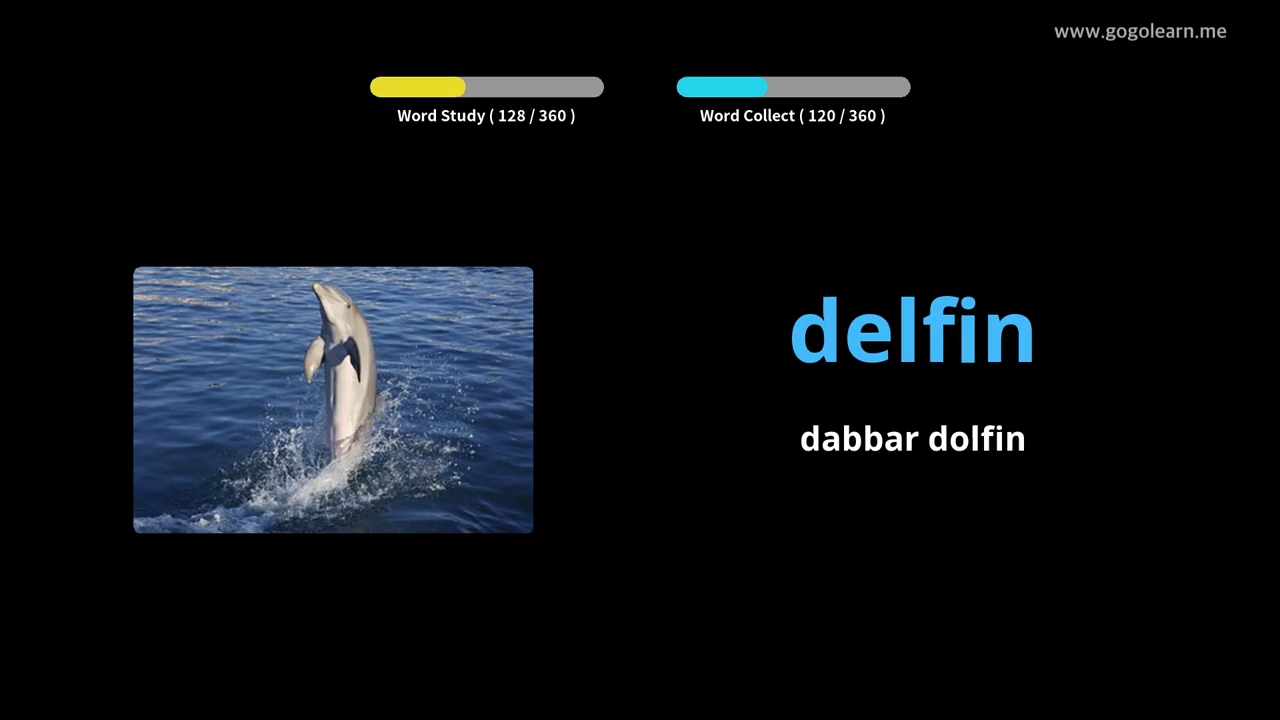 www.gogolearn.me
Word Study ( 128 / 360 )
Word Collect ( 120 / 360 )
delfin
dabbar dolfin